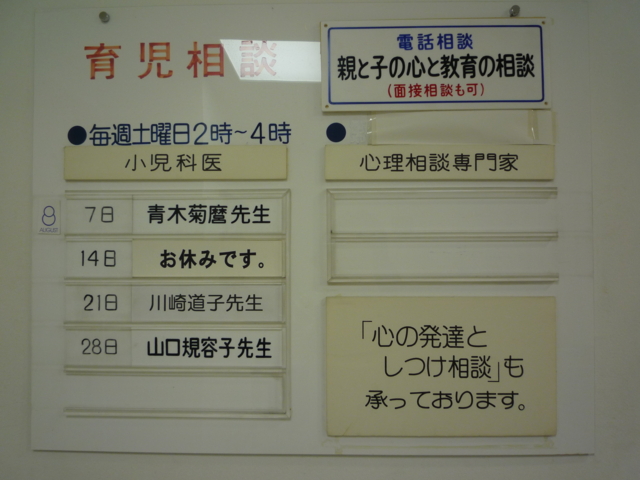 育児相談
電話相談
親と子の心と教育の相談
（面接相談も可）
●毎週土曜日2時〜4時
小児科医
心理相談専門家
8
7日 青木菊麿先生
14日 お休みです。
21日 川崎道子先生
28日 山口規容子先生
「心の発達と
しつけ相談」も
承っております。